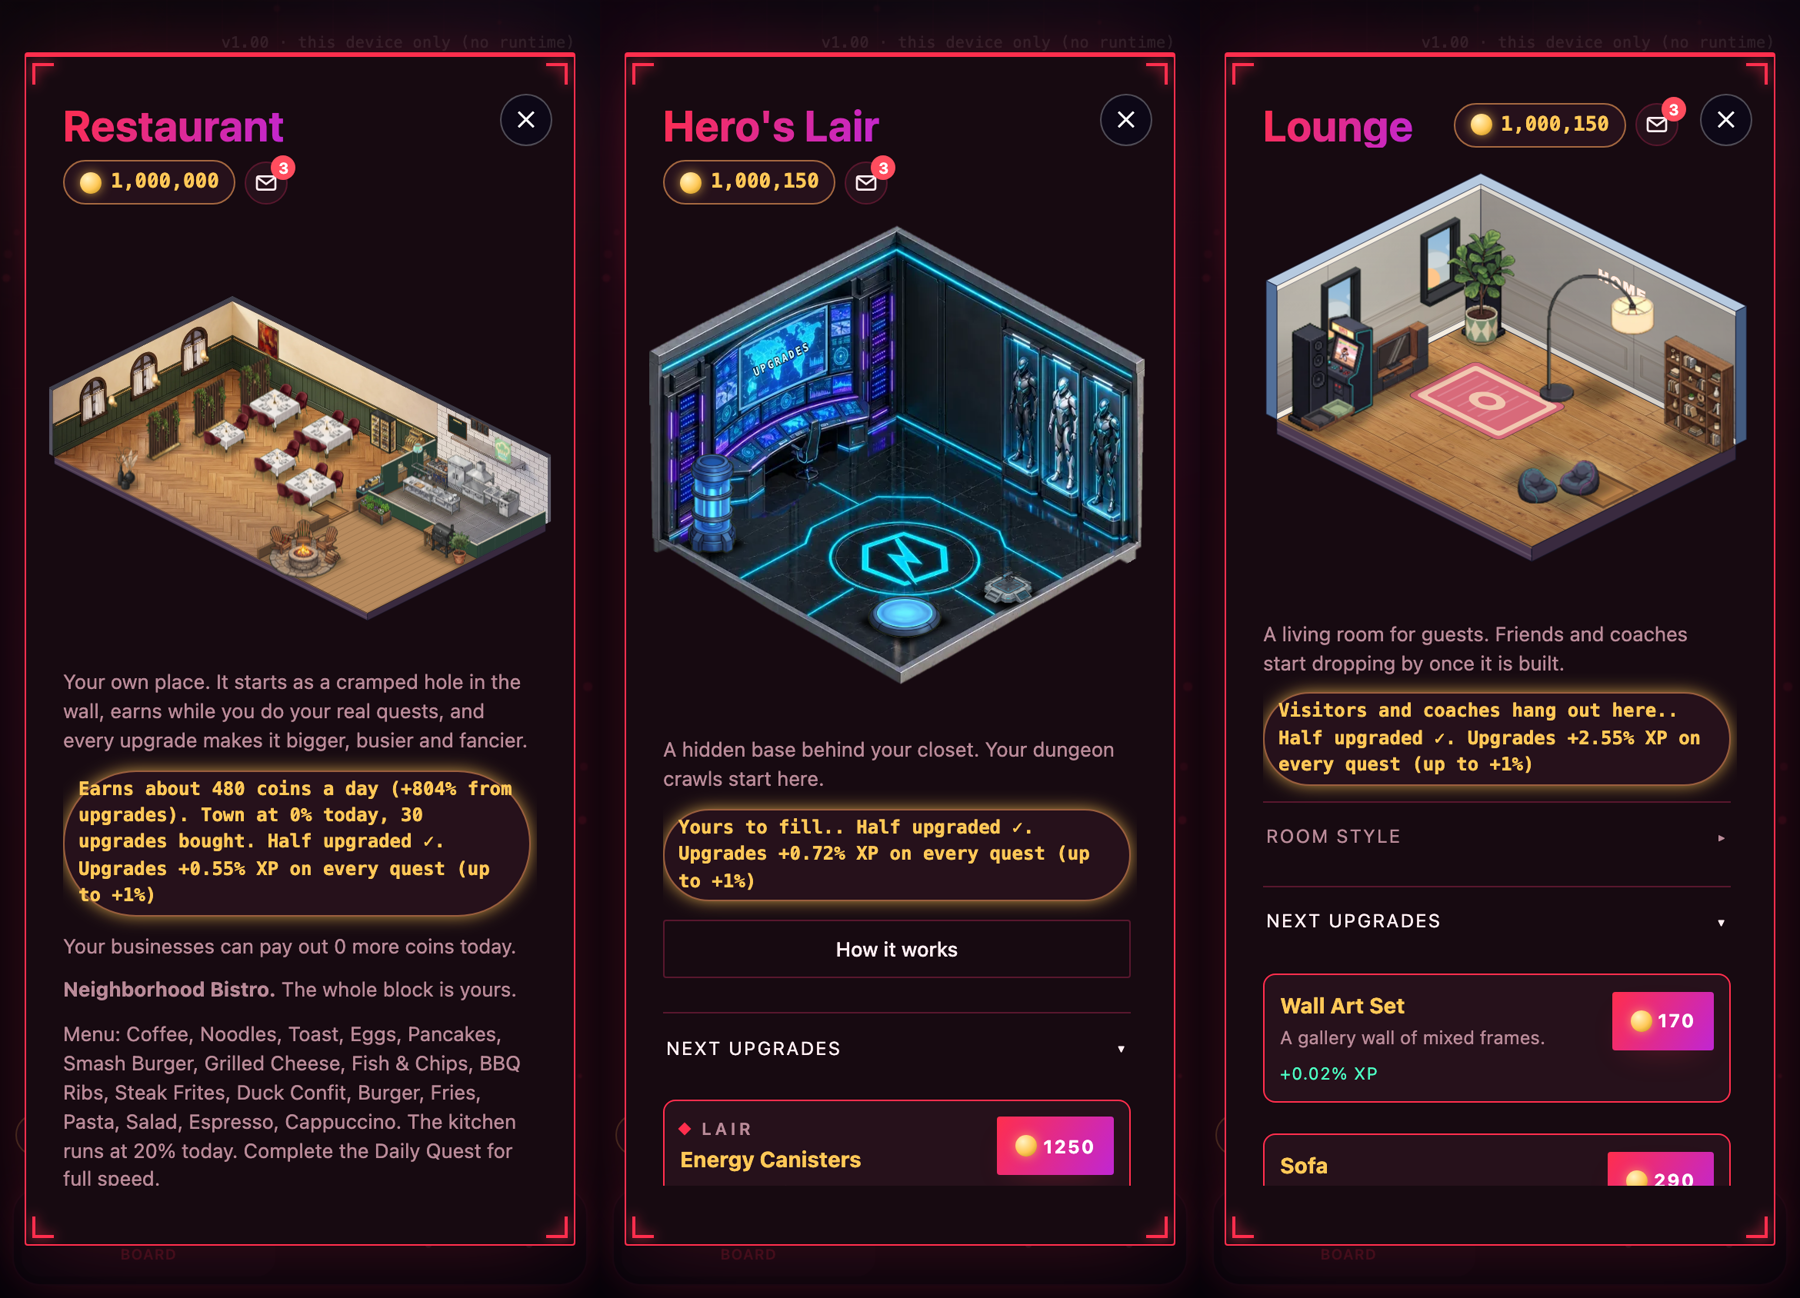 v1.00 · this device only (no runtime)
Restaurant
1,000,000
3
Your own place. It starts as a cramped hole in the
wall, earns while you do your real quests, and
every upgrade makes it bigger, busier and fancier.
Earns about 480 coins a day (+804% from
upgrades). Town at 0% today, 30
upgrades bought. Half upgraded ✓.
Upgrades +0.55% XP on every quest (up
to +1%)
Your businesses can pay out 0 more coins today.
Neighborhood Bistro. The whole block is yours.
Menu: Coffee, Noodles, Toast, Eggs, Pancakes,
Smash Burger, Grilled Cheese, Fish & Chips, BBQ
Ribs, Steak Frites, Duck Confit, Burger, Fries,
Pasta, Salad, Espresso, Cappuccino. The kitchen
runs at 20% today. Complete the Daily Quest for
full speed.
BOARD
v1.00 · this device only (no runtime)
Hero's Lair
1,000,150
3
UPGRADES
A hidden base behind your closet. Your dungeon
crawls start here.
Yours to fill.. Half upgraded ✓.
Upgrades +0.72% XP on every quest (up
to +1%)
How it works
NEXT UPGRADES
LAIR
Energy Canisters
1250
BOARD
v1.00 · this device only (no runtime)
Lounge
1,000,150
3
HOME
A living room for guests. Friends and coaches
start dropping by once it is built.
Visitors and coaches hang out here..
Half upgraded ✓. Upgrades +2.55% XP on
every quest (up to +1%)
ROOM STYLE
NEXT UPGRADES
Wall Art Set
170
A gallery wall of mixed frames.
+0.02% XP
Sofa
290
BOARD